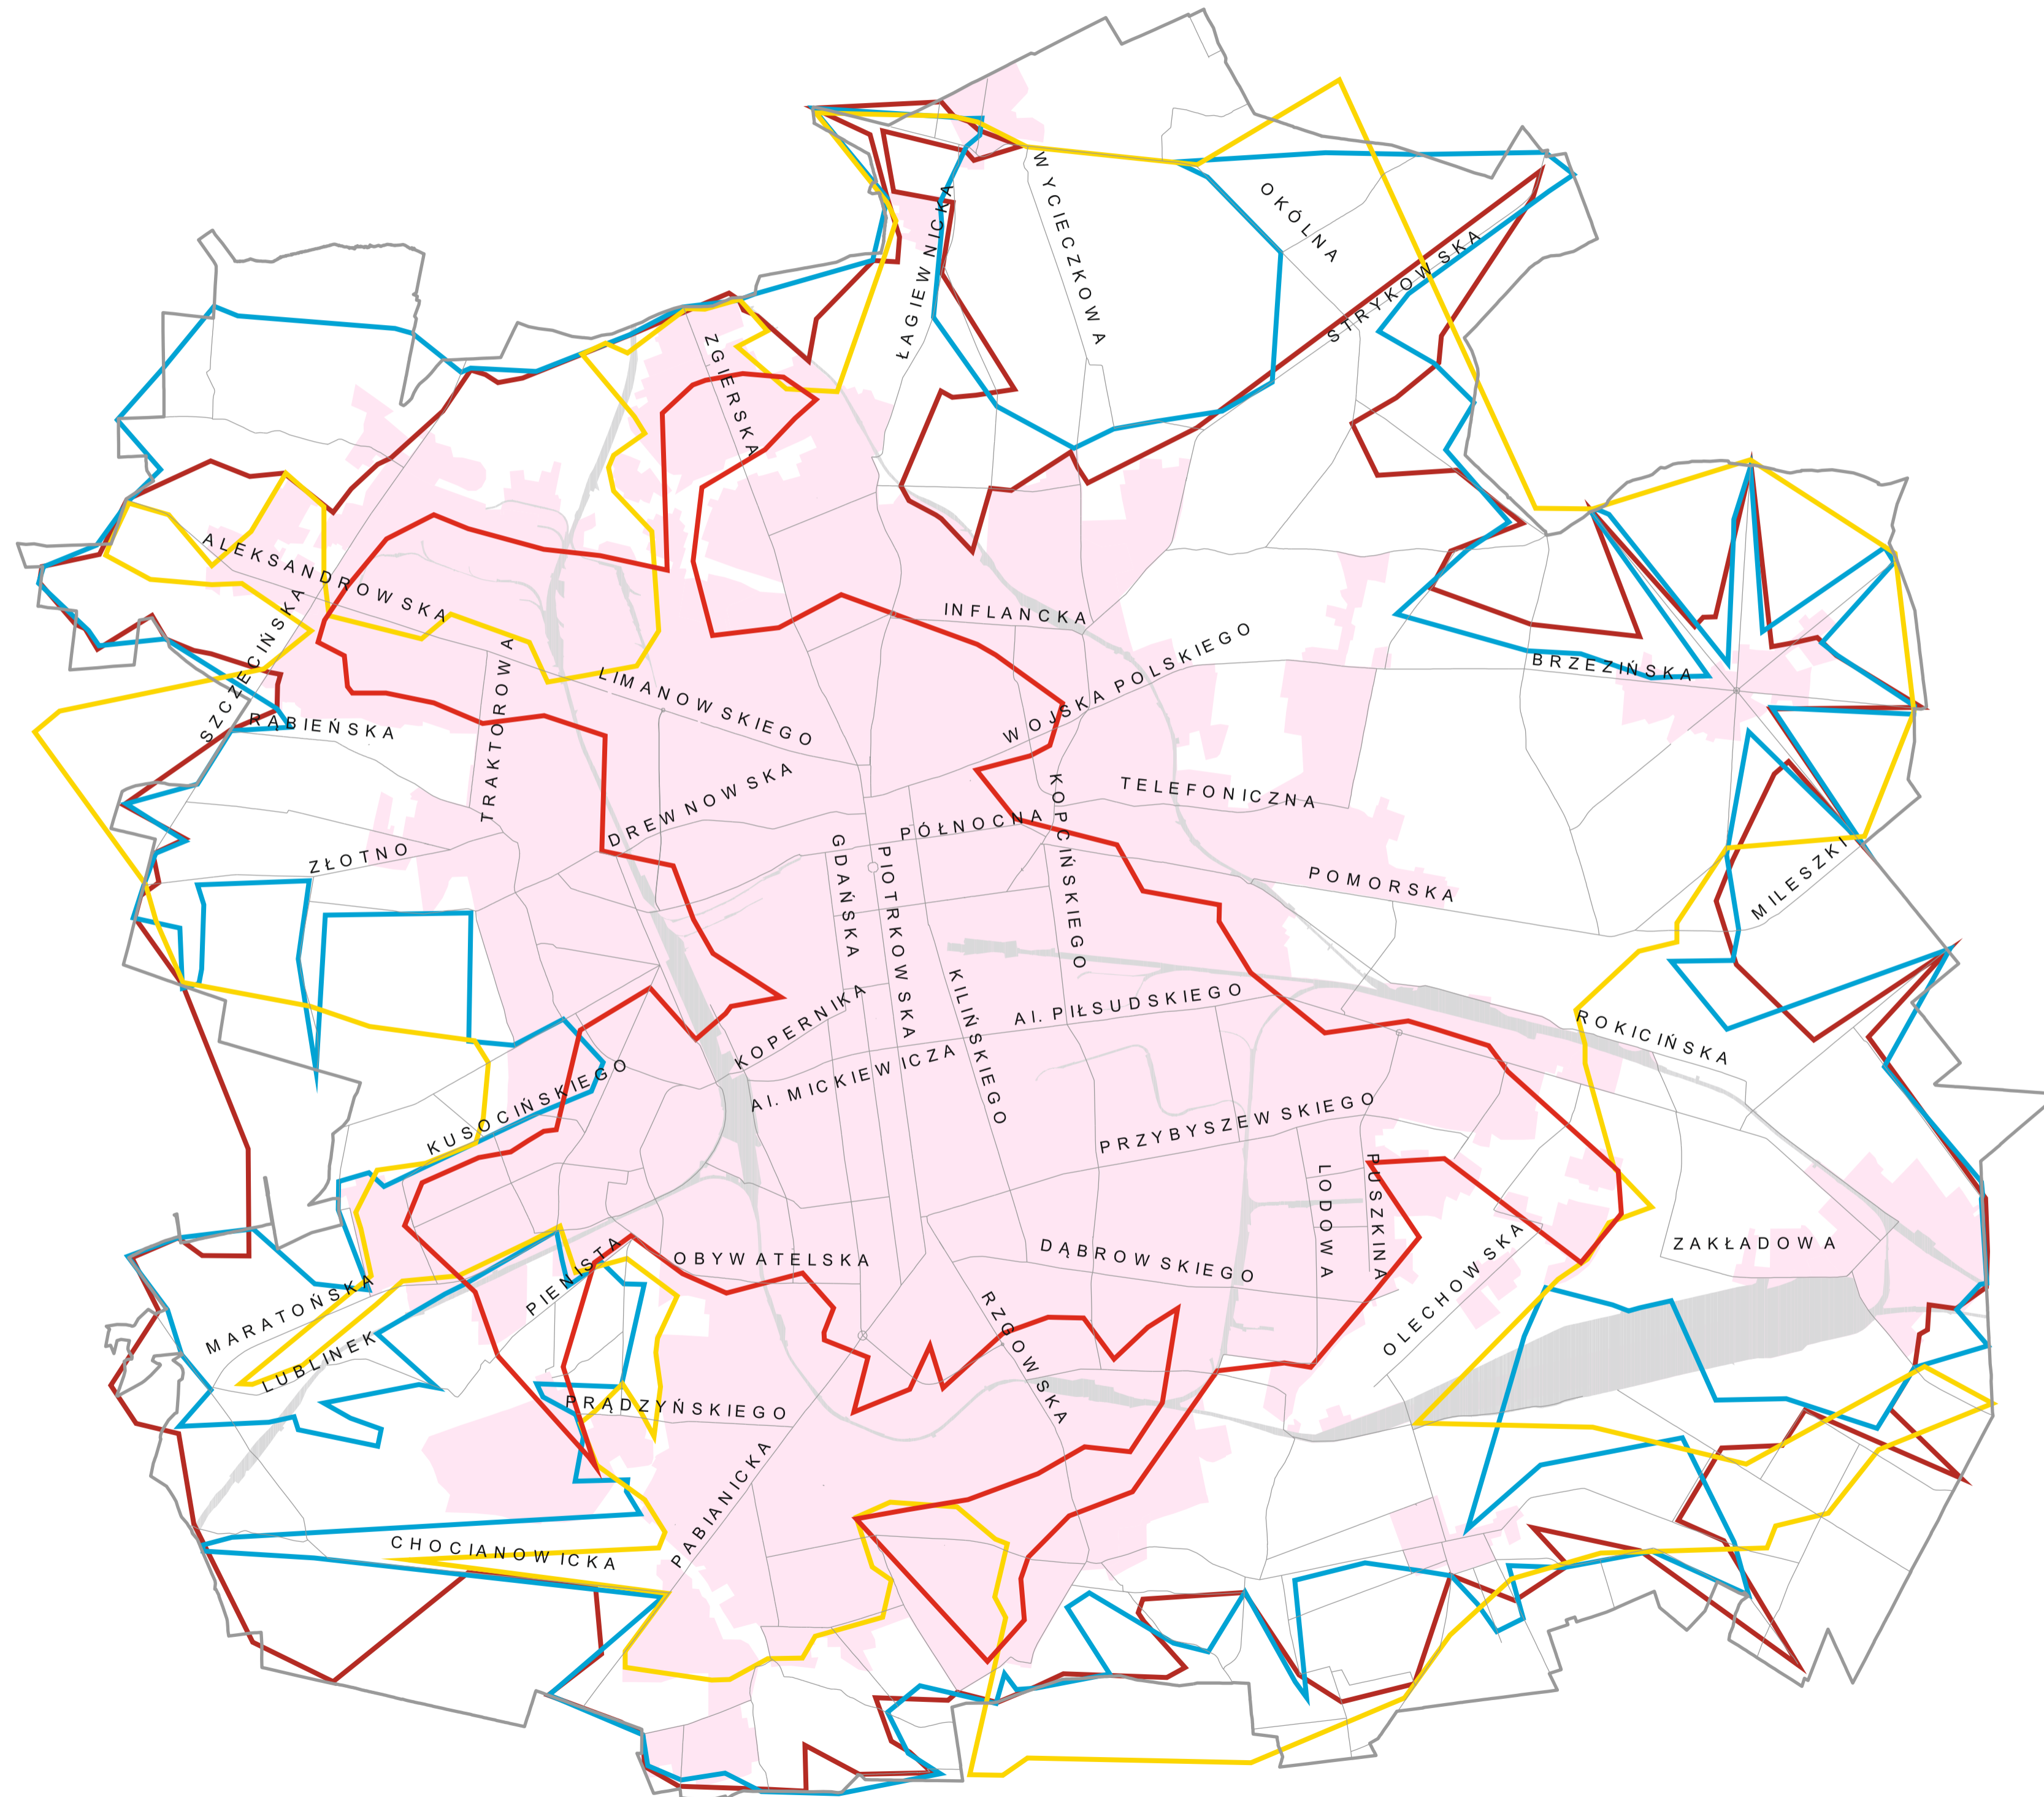 WYCIECZKOWA
OKÓLNA
ŁAGIEWNICKA
STRYKOWSKA
ZGIERSKA
ALEKSANDROWSKA
SZCZECIŃSKA
INFLANCKA
WOJSKA POLSKIEGO
BRZEZIŃSKA
LIMANOWSKIEGO
RĄBIEŃSKA
TRAKTOROWA
DREWNOWSKA
TELEFONICZNA
KOPCIŃSKIEGO
PÓŁNOCNA
ZŁOTNO
GDAŃSKA
PIOTRKOWSKA
POMORSKA
MILESZKI
KILIŃSKIEGO
KOPERNIKA
Al. PIŁSUDSKIEGO
ROKICIŃSKA
Al. MICKIEWICZA
KUSOCIŃSKIEGO
PRZYBYSZEWSKIEGO
LODOWA
PUSZKINA
ZAKŁADOWA
OBYWATELSKA
DĄBROWSKIEGO
OLECHOWSKA
PIENISTA
MARATOŃSKA
LUBLINEK
RZGOWSKA
PRĄDZYŃSKIEGO
PABIANICKA
CHOCIANOWICKA